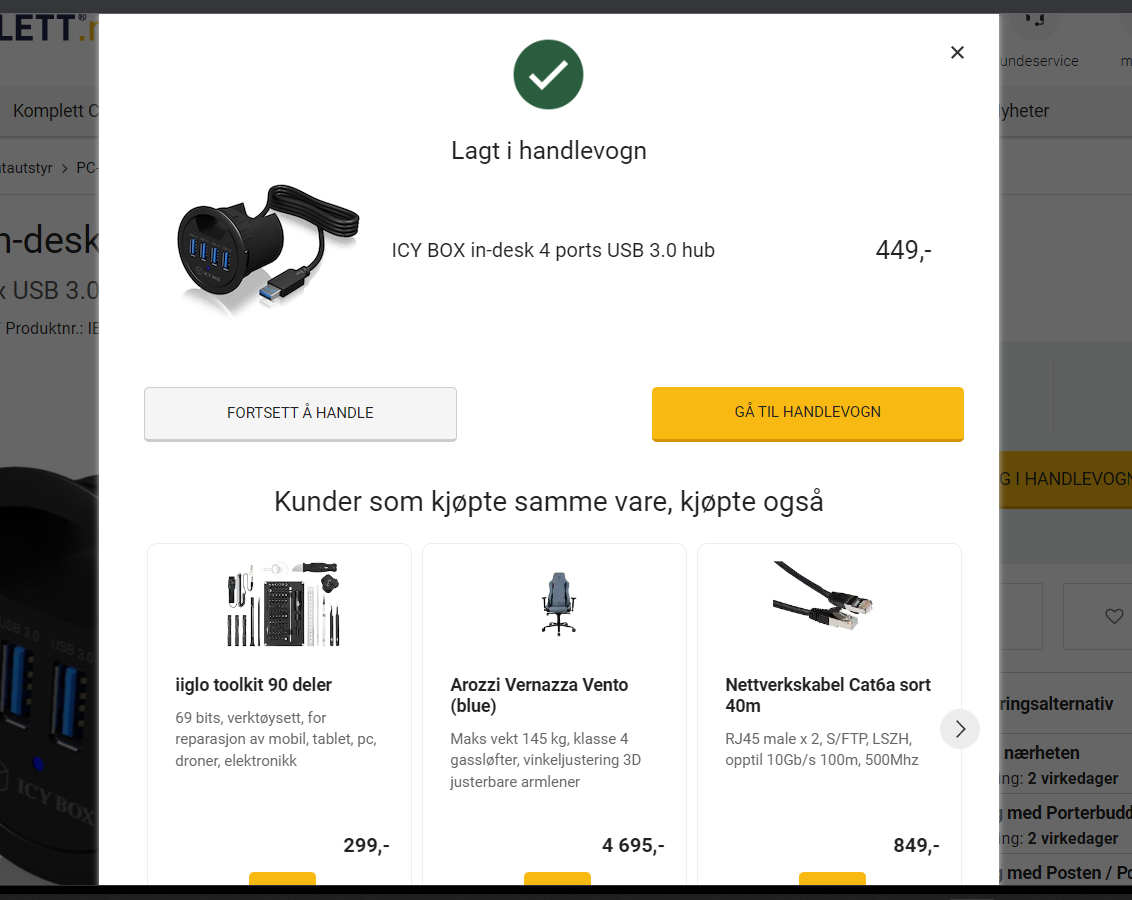 LETT®.n
undeservice
Komplett C
yheter
tautstyr > PC-
n-desk
x USB 3.0
Produktnr.: IE
Lagt i handlevogn
ICY BOX in-desk 4 ports USB 3.0 hub
449,-
FORTSETT Å HANDLE
GÅ TIL HANDLEVOGN
G I HANDLEVOGN
Kunder som kjøpte samme vare, kjøpte også
iiglo toolkit 90 deler
69 bits, verktøysett, for
reparasjon av mobil, tablet, pc,
droner, elektronikk
299,-
Arozzi Vernazza Vento
(blue)
Maks vekt 145 kg, klasse 4
gassløfter, vinkeljustering 3D
justerbare armlener
4 695,-
Nettverkskabel Cat6a sort
40m
RJ45 male x 2, S/FTP, LSZH,
opptil 10Gb/s 100m, 500Mhz
849,-
USB 3.0
USB 3.0
ICY BOX
ringsalternativ
nærheten
ng: 2 virkedager
g med Porterbudd
ng: 2 virkedager
g med Posten / Po